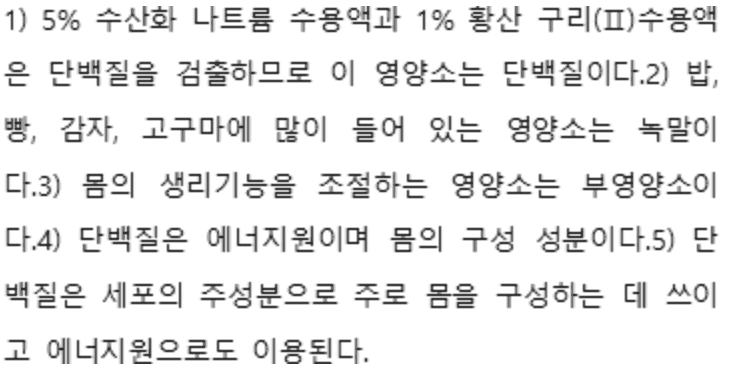 1) 5% 수산화 나트륨 수용액과 1% 황산 구리(Ⅱ)수용액
은 단백질을 검출하므로 이 영양소는 단백질이다.2) 밥,
빵, 감자, 고구마에 많이 들어 있는 영양소는 녹말이
다.3) 몸의 생리기능을 조절하는 영양소는 부영양소이
다.4) 단백질은 에너지원이며 몸의 구성 성분이다.5) 단
백질은 세포의 주성분으로 주로 몸을 구성하는 데 쓰이
고 에너지원으로도 이용된다.